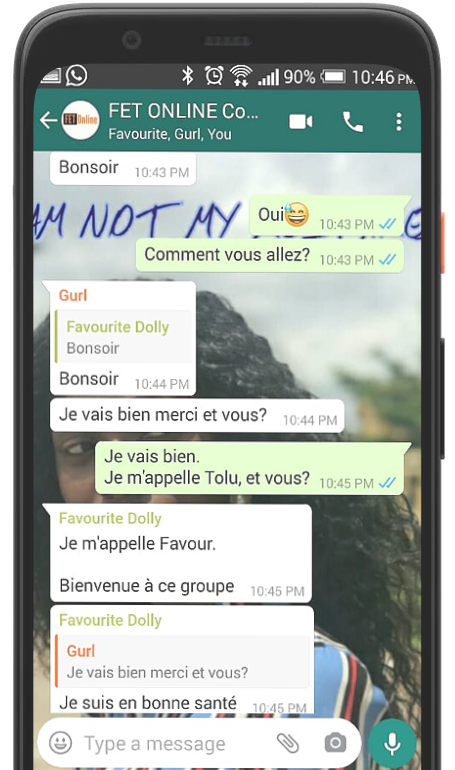 90% 10:46 PM
FET Online
FET ONLINE Co...
Favourite, Gurl, You
Bonsoir 10:43 PM
AM NOT MY
Oui😅 10:43 PM
Comment vous allez? 10:43 PM
Gurl
Favourite Dolly
Bonsoir
Bonsoir 10:44 PM
Je vais bien merci et vous? 10:44 PM
Je vais bien.
Je m'appelle Tolu, et vous? 10:45 PM
Favourite Dolly
Je m'appelle Favour.
Bienvenue à ce groupe 10:45 PM
Favourite Dolly
Gurl
Je vais bien merci et vous?
Je suis en bonne santé 10:45 PM
Type a message